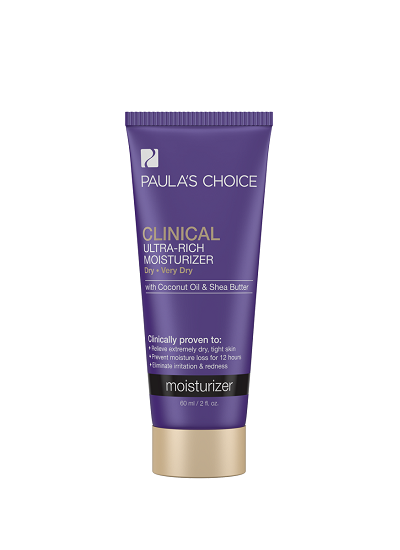 PAULA'S CHOICE
CLINICAL
ULTRA-RICH
MOISTURIZER
Dry • Very Dry
with Coconut Oil & Shea Butter
Clinically proven to:
• Relieve extremely dry, tight skin
• Prevent moisture loss for 12 hours
• Eliminate irritation & redness
moisturizer
60 ml / 2 fl. oz.